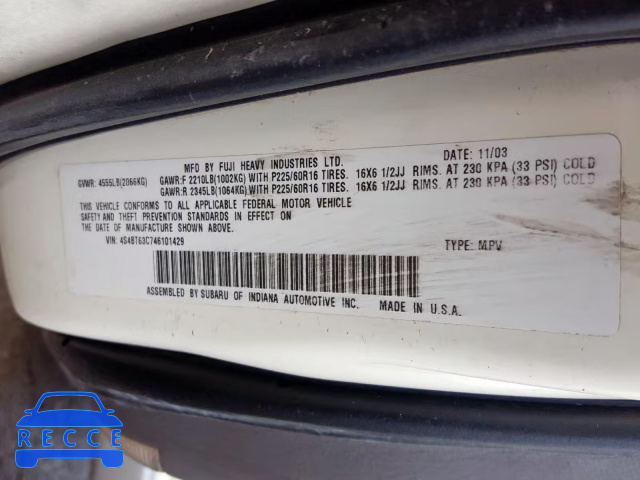 MFD BY FUJI HEAVY INDUSTRIES LTD. DATE: 11/03
GVWR: 4555LB(2066KG) GAWR:F 2210LB(1002KG) WITH P225/60R16 TIRES. 16X6 1/2JJ RIMS. AT 230 KPA (33 PSI) COLD
GAWR:R 2345LB(1064KG).WITH P225/60R16 TIRES. 16X6 1/2JJ RIMS. AT 230 KPA (33 PSI) COLD
THIS VEHICLE CONFORMS TO ALL APPLICABLE FEDERAL MOTOR VEHICLE
SAFETY AND THEFT PREVENTION STANDARDS IN EFFECT ON
THE DATE OF MANUFACTURE SHOWN ABOVE.
VIN: 4S4BT63C746101429 TYPE: MPV
ASSEMBLED BY SUBARU OF INDIANA AUTOMOTIVE INC. MADE IN U.S.A.
RECCE